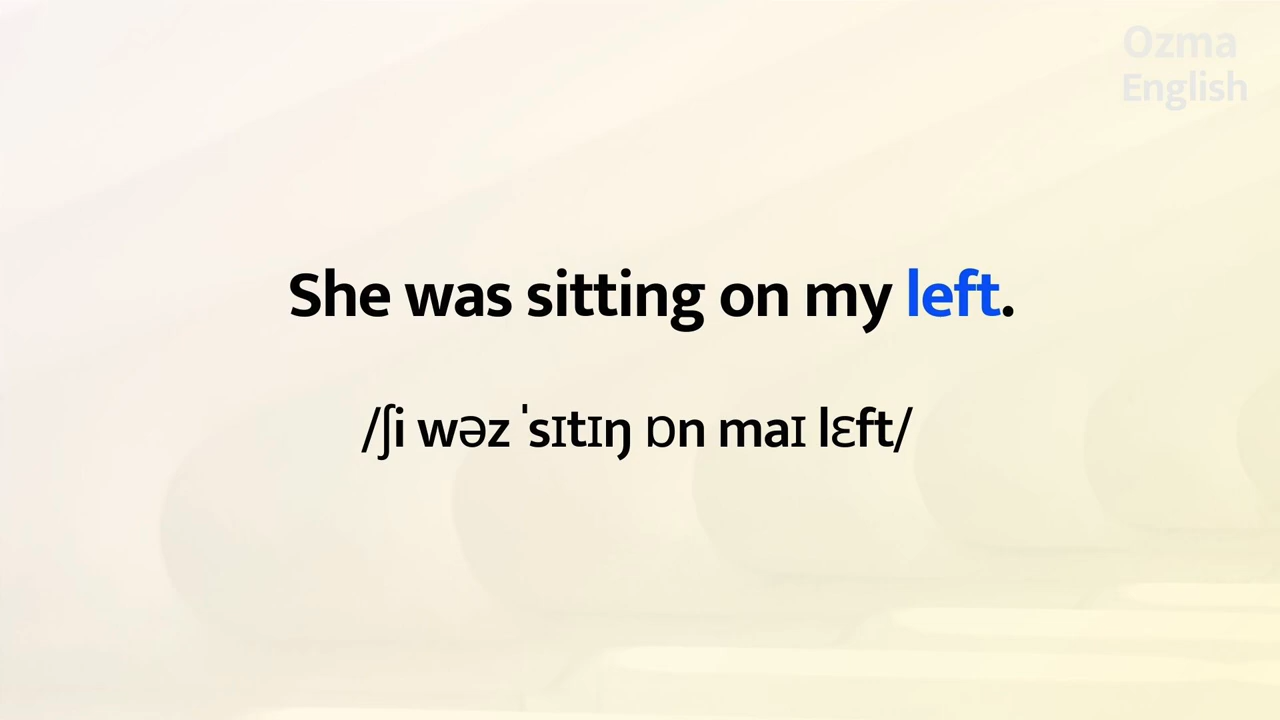 Ozma
English
She was sitting on my left.
/ʃi wəz ˈsɪtɪŋ ɒn maɪ lɛft/